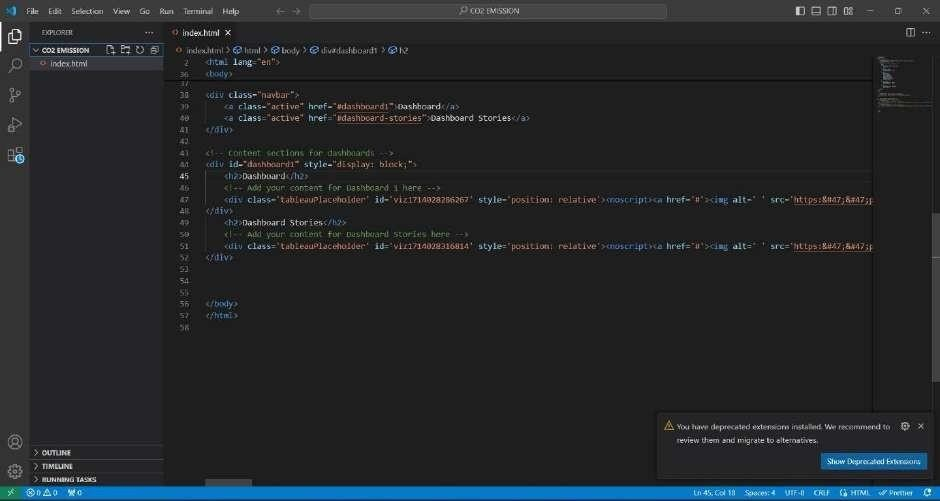 File Edit Selection View Go Run Terminal Help
CO2 EMISSION
EXPLORER
CO2 EMISSION
index.html
OUTLINE
TIMELINE
RUNNING TASKS
index.html
index.html > html > body > div#dashboard1 > h2
2 <html lang="en">
36 <body>
37
38 <div class="navbar">
39 <a class="active" href="#dashboard1">Dashboard</a>
40 <a class="active" href="#dashboard-stories">Dashboard Stories</a>
41 </div>
42
43 <!-- Content sections for dashboards -->
44 <div id="dashboard1" style="display: block;">
45 <h2>Dashboard</h2>
46 <!-- Add your content for Dashboard 1 here -->
47 <div class='tableauPlaceholder' id='viz1714028286267' style='position: relative'><noscript><a href='#'><img alt=' ' src='https:&#47;&#47;p
48 </div>
49 <h2>Dashboard Stories</h2>
50 <!-- Add your content for Dashboard Stories here -->
51 <div class='tableauPlaceholder' id='viz1714028316814' style='position: relative'><noscript><a href='#'><img alt=' ' src='https:&#47;&#47;p
52 </div>
53
54
55
56 </body>
57 </html>
58
You have deprecated extensions installed. We recommend to
review them and migrate to alternatives.
Show Deprecated Extensions
0 0 0 Ln 45, Col 18 Spaces: 4 UTF-8 CRLF HTML Prettier